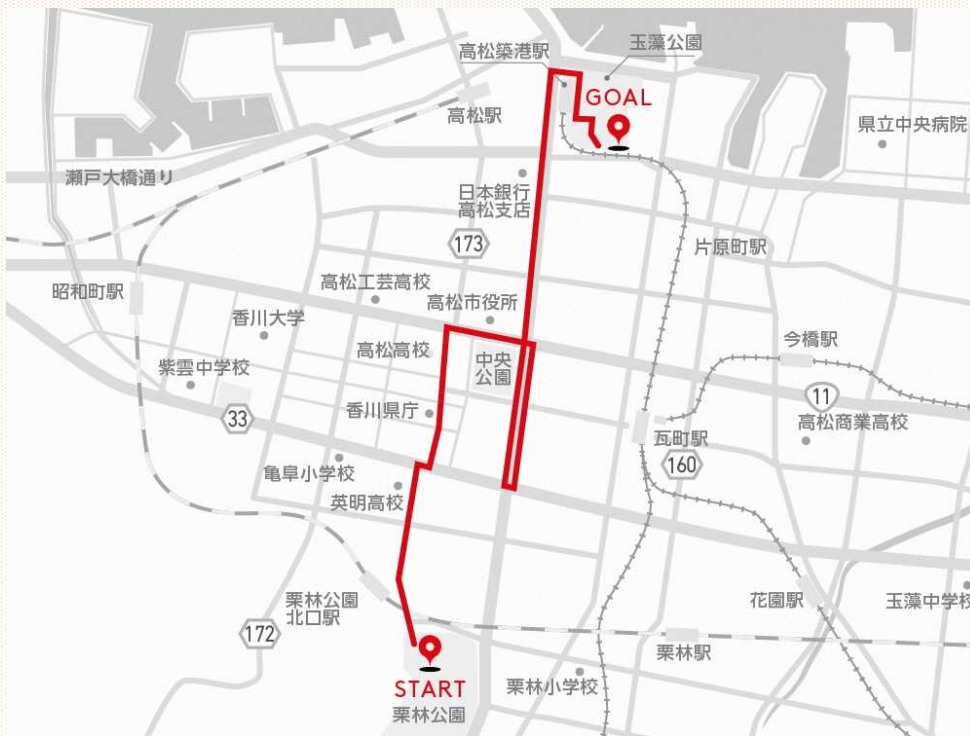 高松築港駅
玉藻公園
GOAL
高松駅
県立中央病院
瀬戸大橋通り
日本銀行
高松支店
173
片原町駅
昭和町駅
高松工芸高校
高松市役所
香川大学
今橋駅
高松高校
中央
公園
紫雲中学校
11
香川県庁
33
高松商業高校
瓦町駅
亀阜小学校
160
英明高校
栗林公園
北口駅
花園駅
玉藻中学校
172
栗林駅
START
栗林小学校
栗林公園